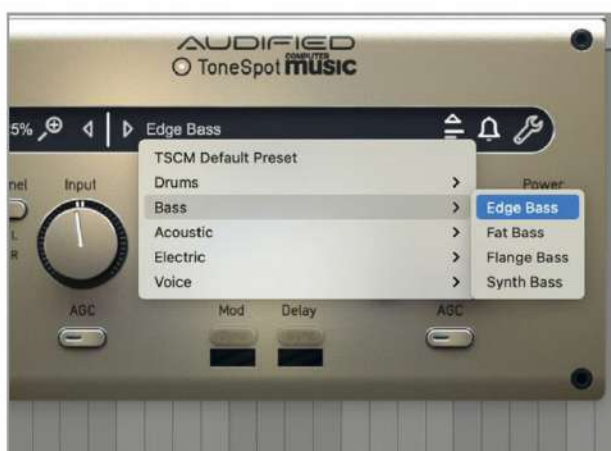 AUDIFIED
ToneSpot COMPUTER MUSIC
5% Edge Bass
TSCM Default Preset
Drums
Bass
Acoustic
Electric
Voice
Edge Bass
Fat Bass
Flange Bass
Synth Bass
nel Input Power
L
R
AGC Mod Delay AGC